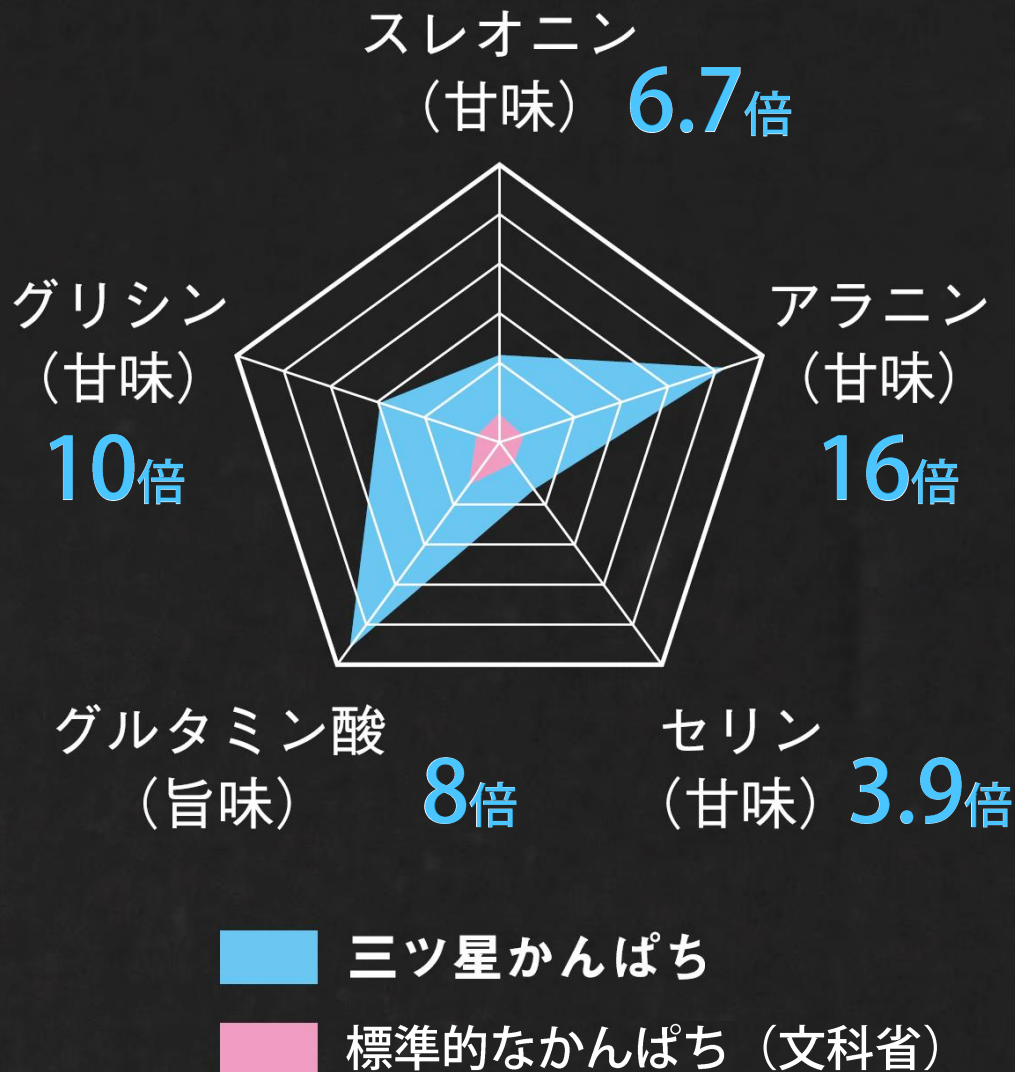 スレオニン
（甘味） 6.7倍
グリシン
（甘味）
10倍
アラニン
（甘味）
16倍
グルタミン酸
（旨味） 8倍
セリン
（甘味） 3.9倍
三ツ星かんぱち
標準的なかんぱち（文科省）